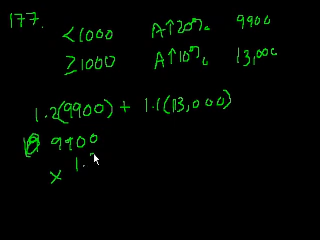 177.
<1000 A↑20% 9900
≥1000 A↑10% 13,000
1.2(9900) + 1.1(13,000)
9900
× 1.